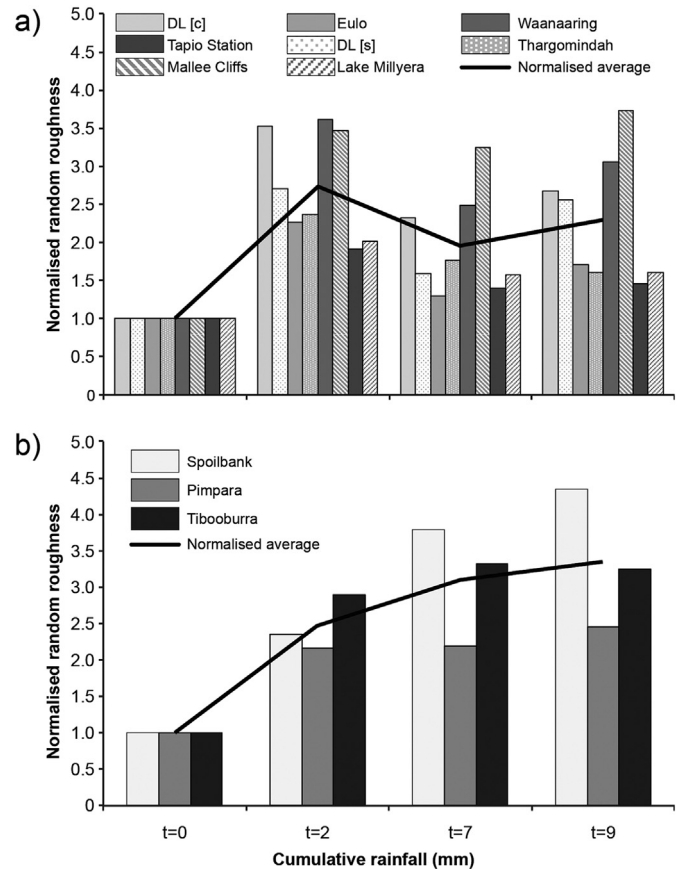 a)
5.0
4.5
4.0
3.5
3.0
2.5
2.0
1.5
1.0
0.5
0
Normalised random roughness
DL [c]
Eulo
Waanaaring
Tapio Station
DL [s]
Thargomindah
Mallee Cliffs
Lake Millyera
Normalised average
b)
5.0
4.5
4.0
3.5
3.0
2.5
2.0
1.5
1.0
0.5
0
Normalised random roughness
Spoilbank
Pimpara
Tibooburra
Normalised average
t=0 t=2 t=7 t=9
Cumulative rainfall (mm)